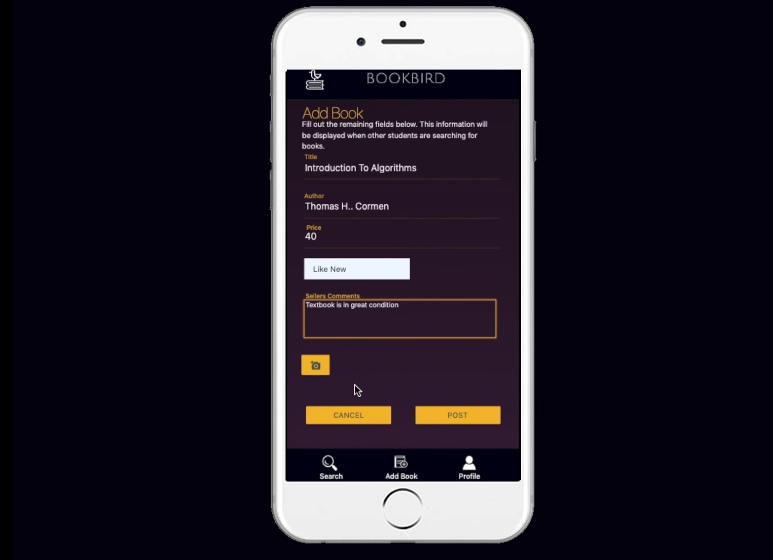 BOOKBIRD
Add Book
Fill out the remaining fields below. This information will
be displayed when other students are searching for
books.
Title
Introduction To Algorithms
Author
Thomas H.. Cormen
Price
40
Like New
Sellers Comments
Textbook is in great condition
CANCEL
POST
Search
Add Book
Profile